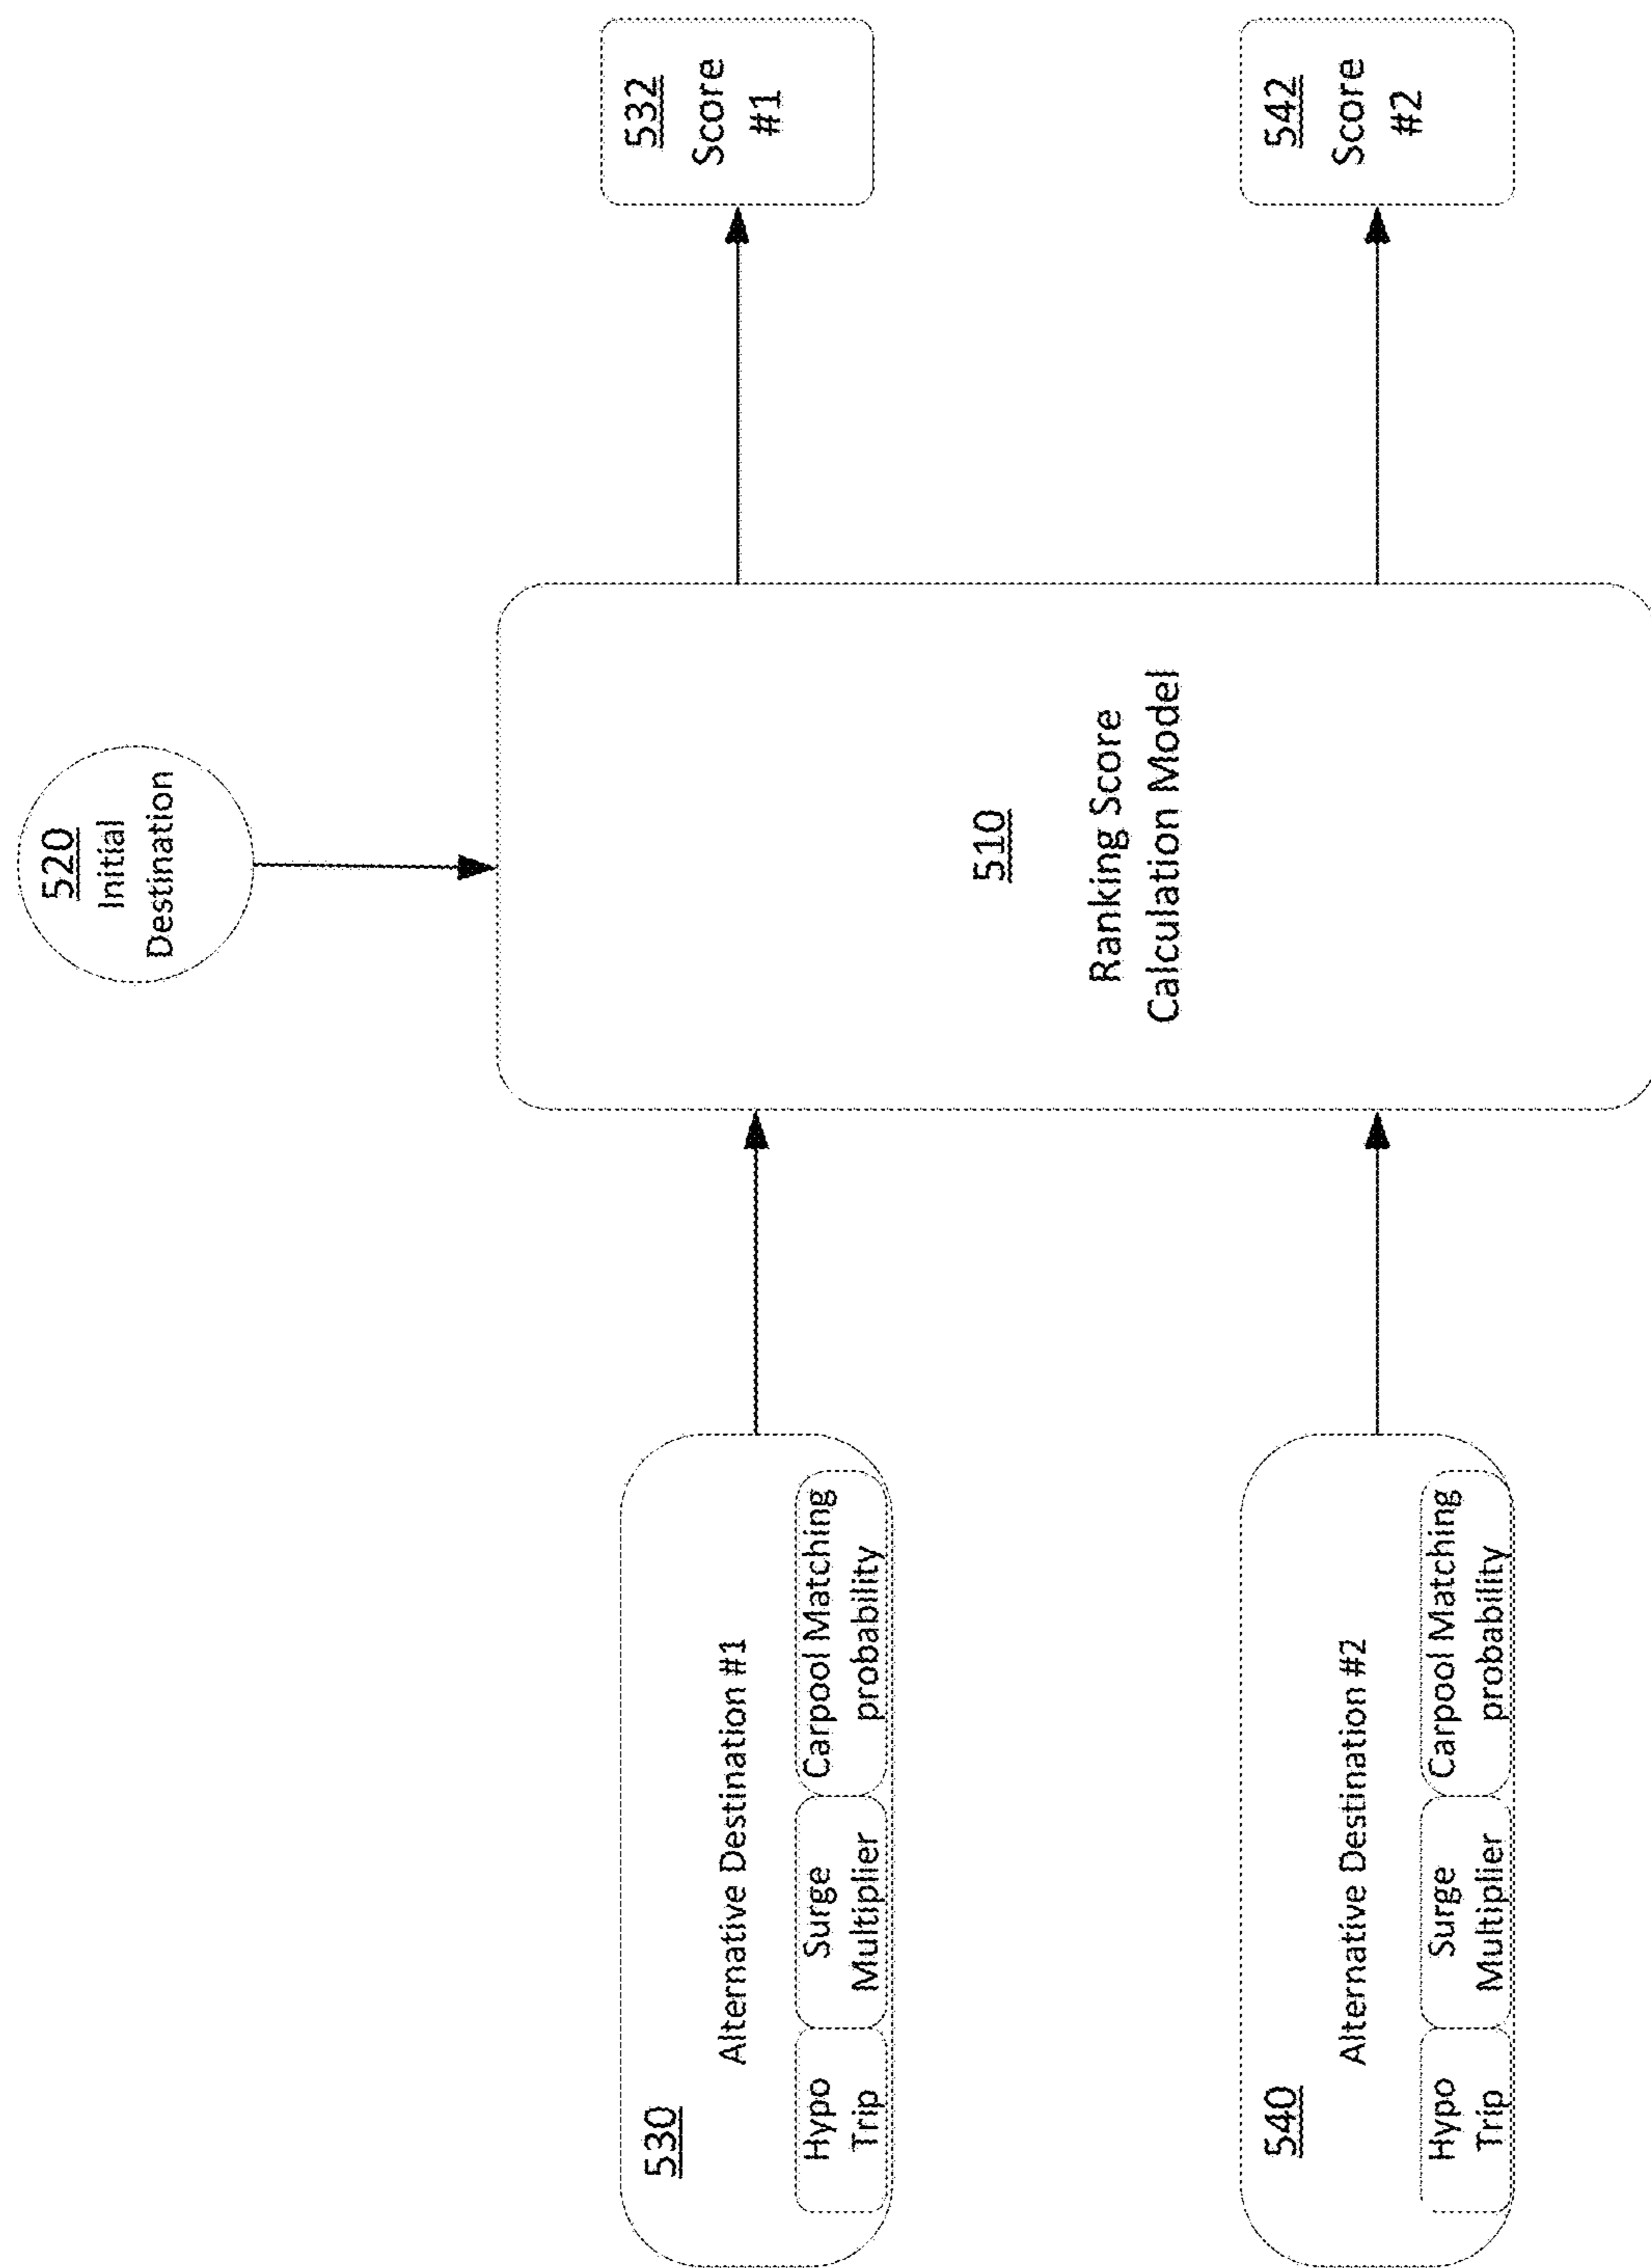 520
Initial
Destination
530
Alternative Destination #1
Hypo
Trip
Surge
Multiplier
Carpool Matching
probability
540
Alternative Destination #2
Hypo
Trip
Surge
Multiplier
Carpool Matching
probability
510
Ranking Score
Calculation Model
532
Score
#1
542
Score
#2